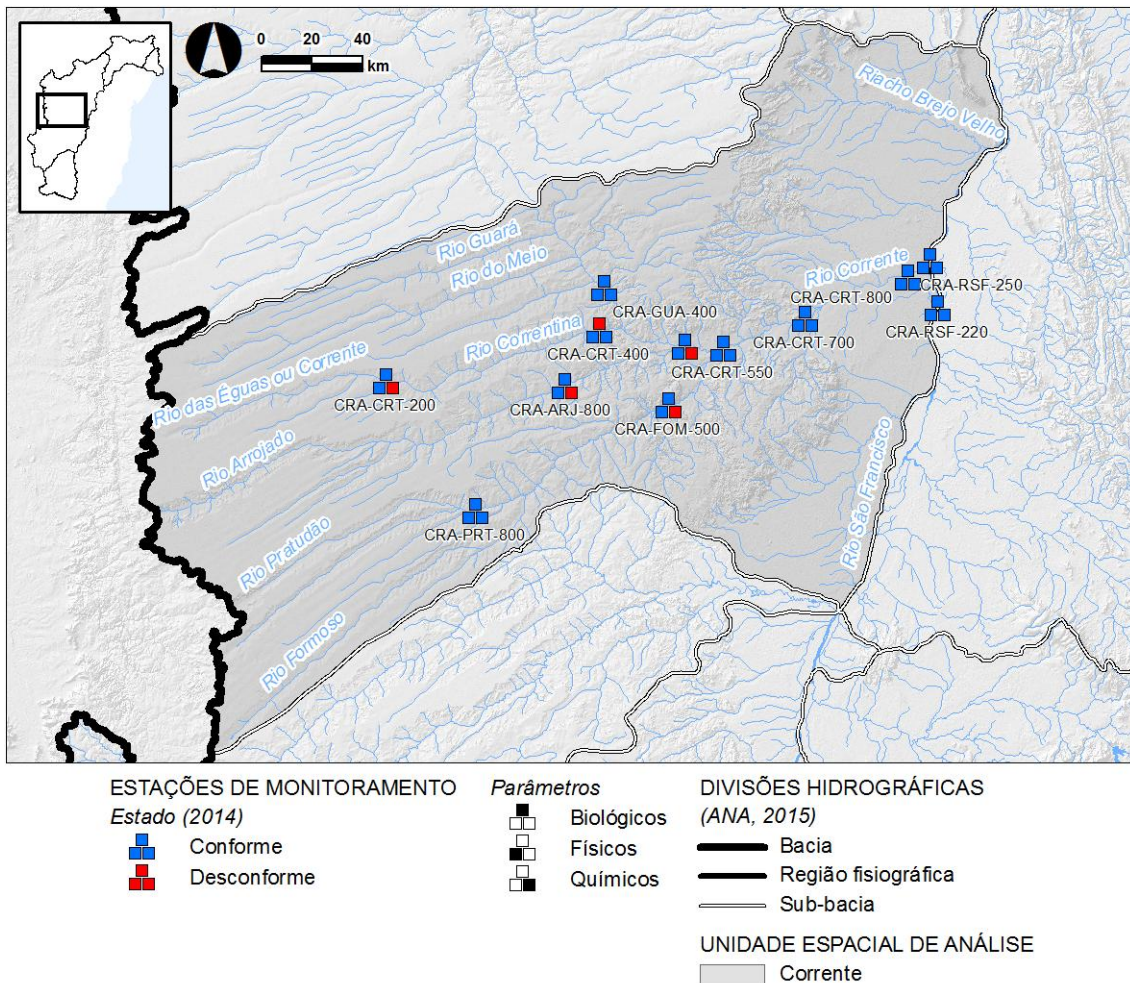 0 20 40
km
Riacho Brejo Velho
Rio Guará
Rio do Meio
Rio Corrente
CRA-RSF-250
CRA-CRT-800
CRA-GUA-400
CRA-RSF-220
Rio Correntina
CRA-CRT-700
CRA-CRT-400
CRA-CRT-550
Rio das Éguas ou Corrente
CRA-CRT-200
CRA-ARJ-800
CRA-FOM-500
Rio Arrojado
Rio São Francisco
CRA-PRT-800
Rio Pratudão
Rio Formoso
ESTAÇÕES DE MONITORAMENTO
Estado (2014)
Conforme
Desconforme
Parâmetros
Biológicos
Físicos
Químicos
DIVISÕES HIDROGRÁFICAS
(ANA, 2015)
Bacia
Região fisiográfica
Sub-bacia
UNIDADE ESPACIAL DE ANÁLISE
Corrente